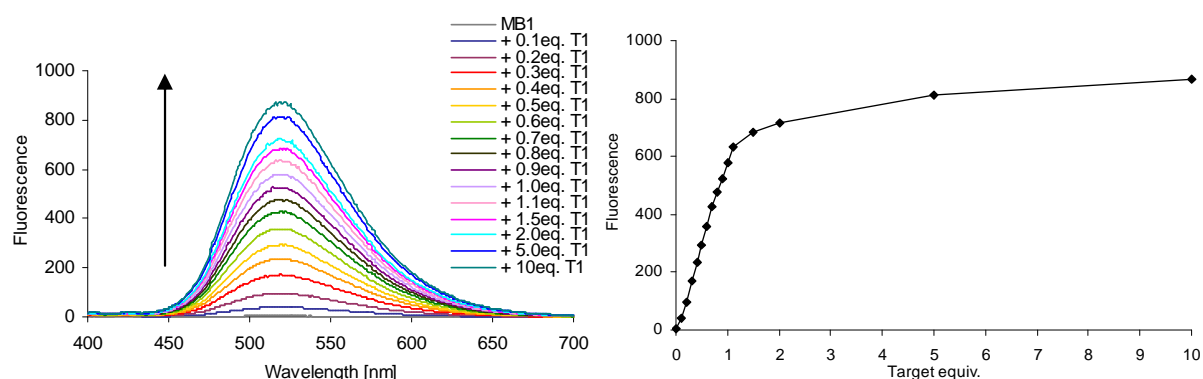 MB1
+ 0.1eq. T1
+ 0.2eq. T1
+ 0.3eq. T1
+ 0.4eq. T1
+ 0.5eq. T1
+ 0.6eq. T1
+ 0.7eq. T1
+ 0.8eq. T1
+ 0.9eq. T1
+ 1.0eq. T1
+ 1.1eq. T1
+ 1.5eq. T1
+ 2.0eq. T1
+ 5.0eq. T1
+ 10eq. T1
Fluorescence
1000
800
600
400
200
0
400 450 500 550 600 650 700
Wavelength [nm]
Fluorescence
1000
800
600
400
200
0
0 1 2 3 4 5 6 7 8 9 10
Target equiv.